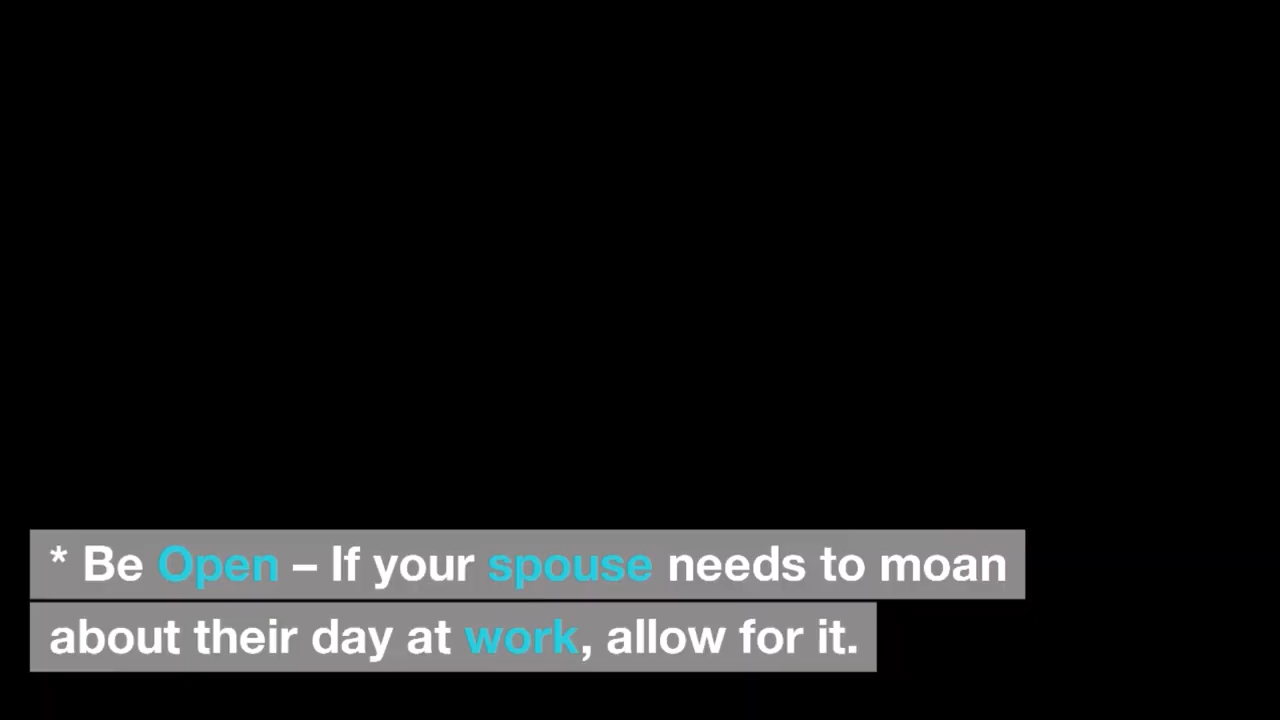 * Be Open – If your spouse needs to moan
about their day at work, allow for it.